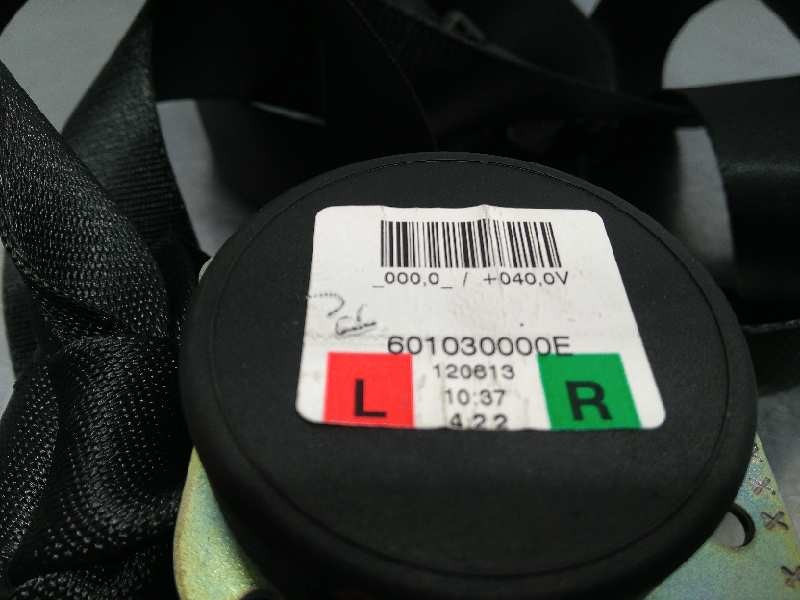 _000,0_ / +040,0V
601030000E
120613
L 10:37 R
4.2.2